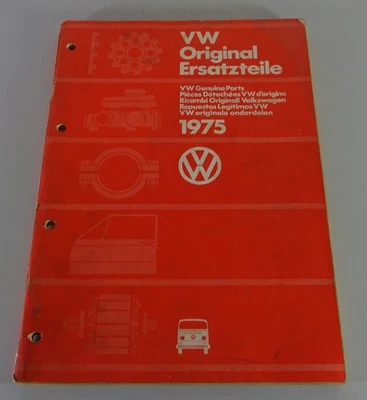 VW
Original
Ersatzteile
VW Genuine Parts
Pièces Détachées VW d'origine
Ricambi Originali Volkswagen
Repuestos Legítimos VW
VW originele onderdelen
1975